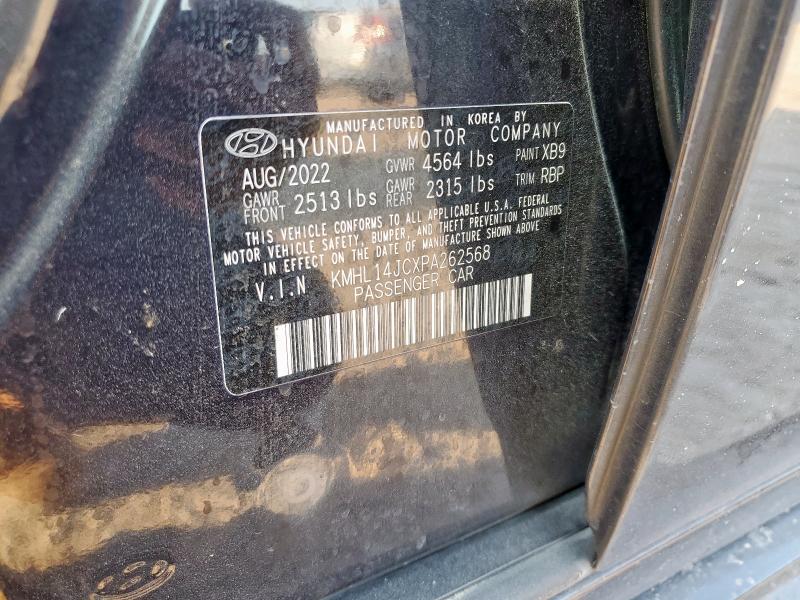 MANUFACTURED IN KOREA BY
HYUNDAI MOTOR COMPANY
AUG/2022 GVWR 4564 lbs PAINT XB9
GAWR FRONT 2513 lbs GAWR REAR 2315 lbs TRIM RBP
THIS VEHICLE CONFORMS TO ALL APPLICABLE U.S.A. FEDERAL
MOTOR VEHICLE SAFETY, BUMPER, AND THEFT PREVENTION STANDARDS
IN EFFECT ON THE DATE OF MANUFACTURE SHOWN ABOVE
V.I.N KMHL14JCXPA262568
PASSENGER CAR